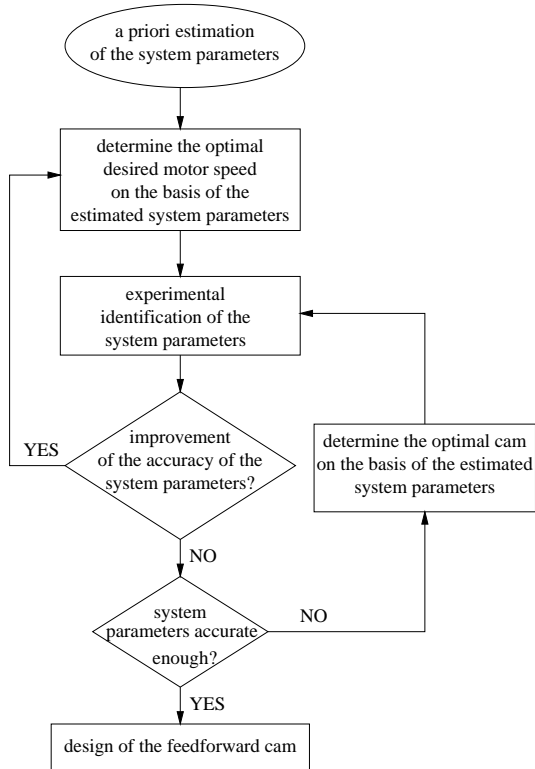 a priori estimation
of the system parameters
determine the optimal
desired motor speed
on the basis of the
estimated system parameters
experimental
identification of the
system parameters
YES
improvement
of the accuracy of the
system parameters?
determine the optimal cam
on the basis of the estimated
system parameters
NO
system
parameters accurate
enough?
NO
YES
design of the feedforward cam